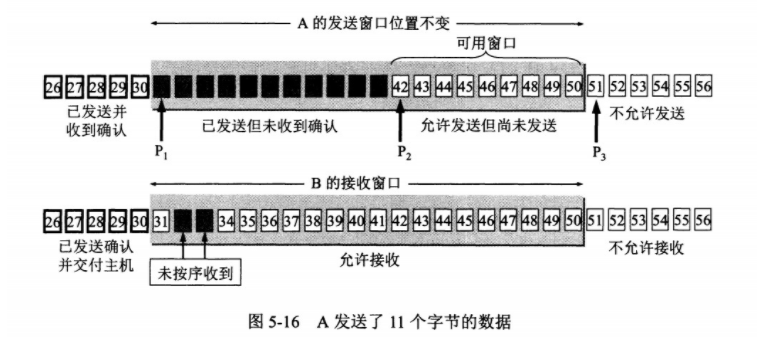 A 的发送窗口位置不变
可用窗口
26 27 28 29 30 42 43 44 45 46 47 48 49 50 51 52 53 54 55 56
已发送并
收到确认
已发送但未收到确认
允许发送但尚未发送
不允许发送
P1 P2 P3
B 的接收窗口
26 27 28 29 30 31 34 35 36 37 38 39 40 41 42 43 44 45 46 47 48 49 50 51 52 53 54 55 56
已发送确认
并交付主机
未按序收到
允许接收
不允许接收
图 5-16 A 发送了 11 个字节的数据